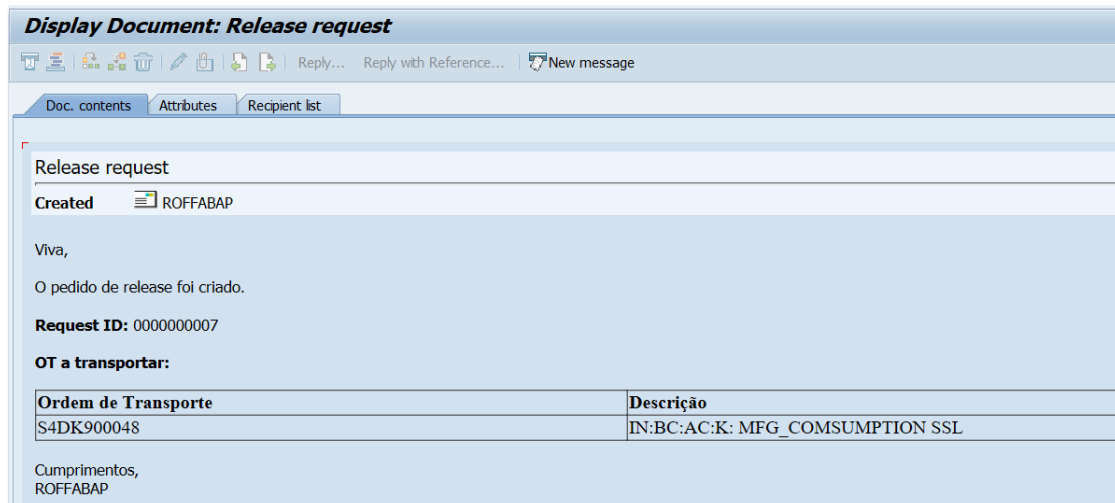 Display Document: Release request
Reply... Reply with Reference... New message
Doc. contents Attributes Recipient list
Release request
Created ROFFABAP
Viva,
O pedido de release foi criado.
Request ID: 0000000007
OT a transportar:
Ordem de Transporte Descrição
S4DK900048 IN:BC:AC:K: MFG_COMSUMPTION SSL
Cumprimentos,
ROFFABAP